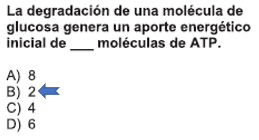 La degradación de una molécula de
glucosa genera un aporte energético
inicial de ___ moléculas de ATP.
A) 8
B) 2
C) 4
D) 6